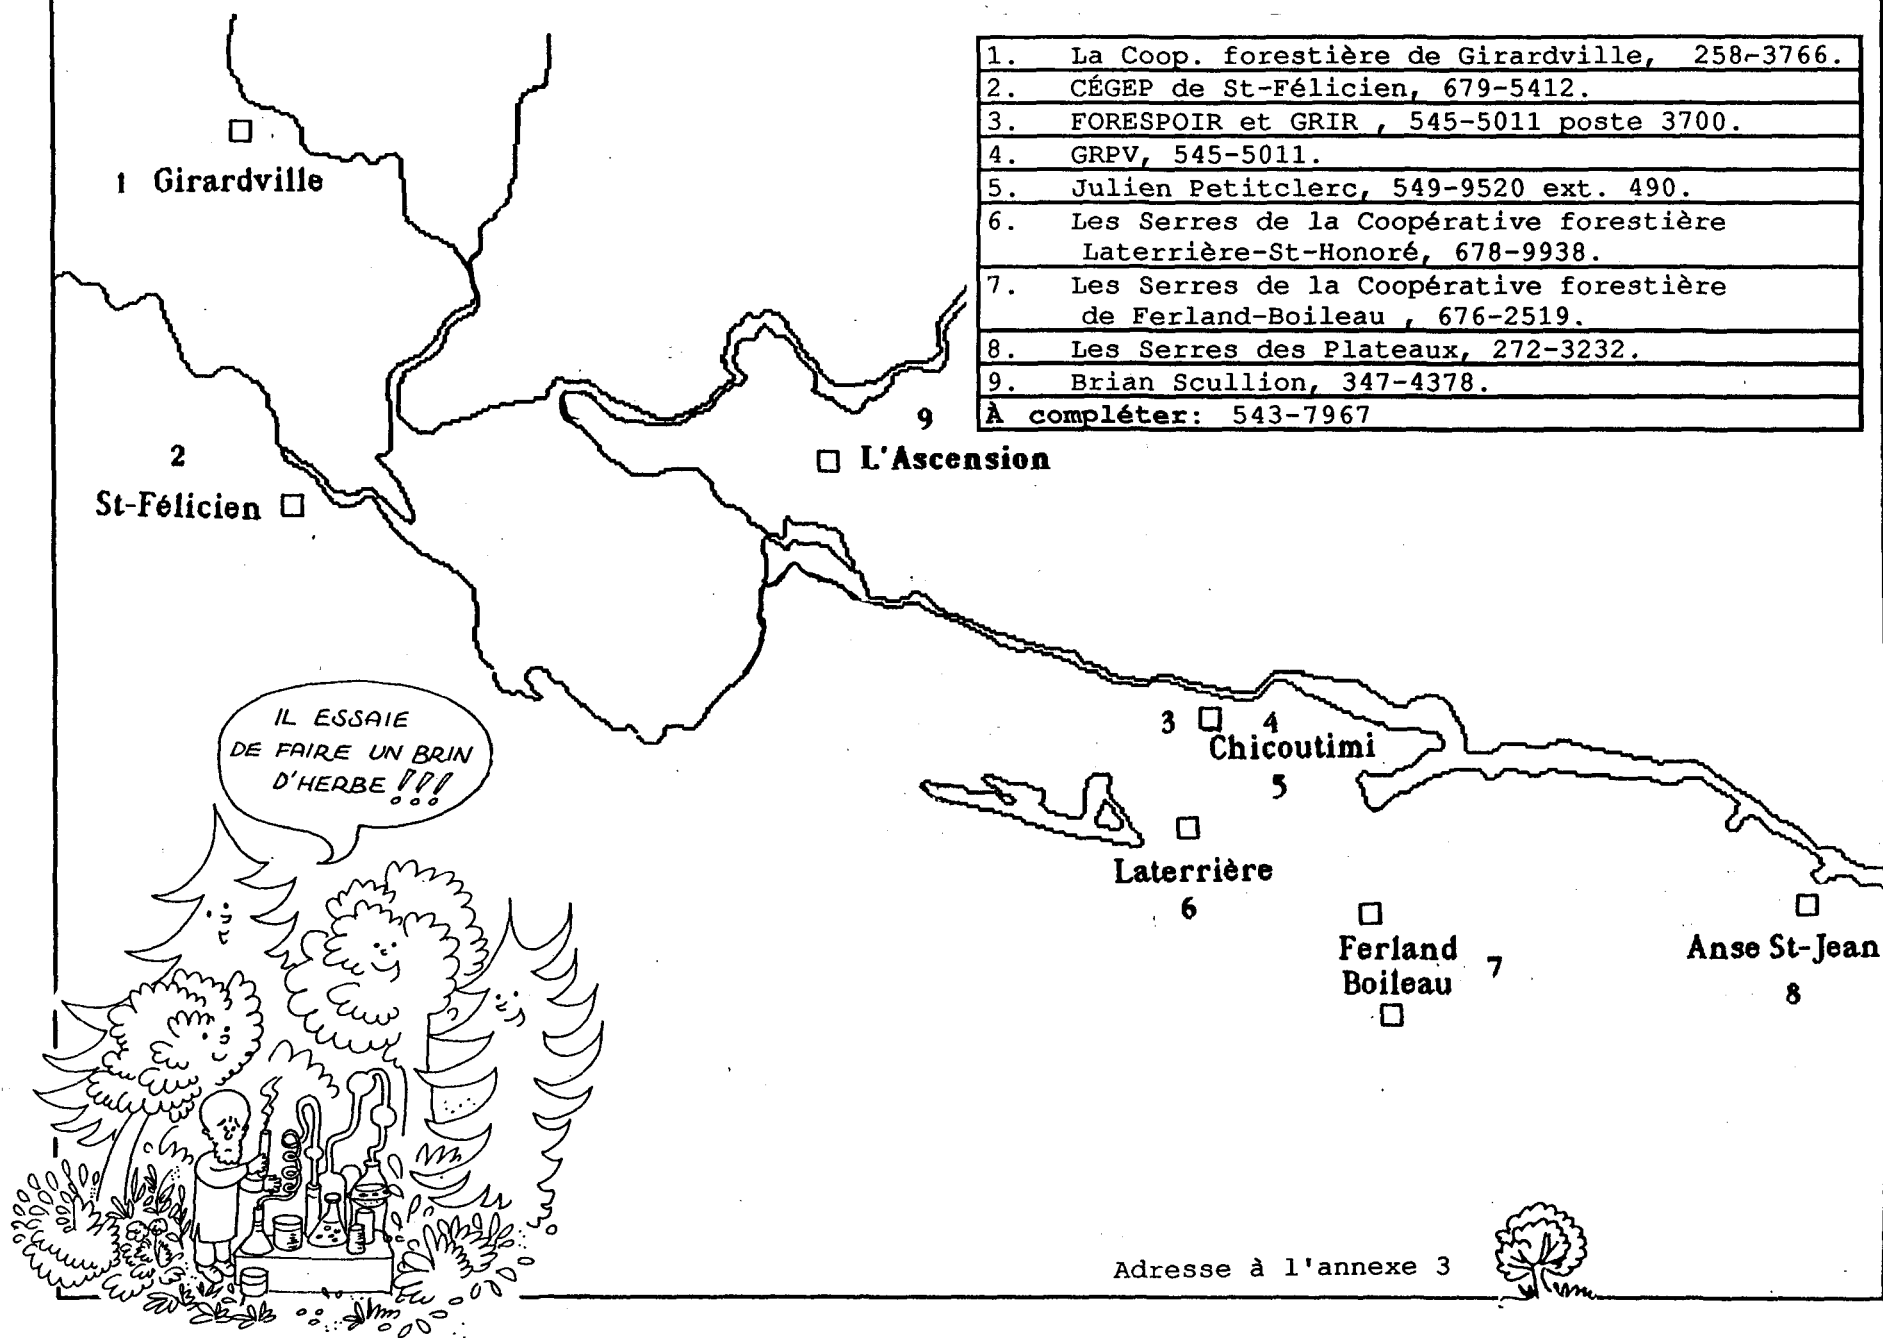 1. La Coop. forestière de Girardville, 258-3766.
2. CÉGEP de St-Félicien, 679-5412.
3. FORESPOIR et GRIR , 545-5011 poste 3700.
4. GRPV, 545-5011.
5. Julien Petitclerc, 549-9520 ext. 490.
6. Les Serres de la Coopérative forestière
Laterrière-St-Honoré, 678-9938.
7. Les Serres de la Coopérative forestière
de Ferland-Boileau , 676-2519.
8. Les Serres des Plateaux, 272-3232.
9. Brian Scullion, 347-4378.
À compléter: 543-7967
1 Girardville
9
L'Ascension
2
St-Félicien
3 4
Chicoutimi
5
Laterrière
6
Ferland
Boileau
7
Anse St-Jean
8
IL ESSAIE
DE FAIRE UN BRIN
D'HERBE !!!
Adresse à l'annexe 3